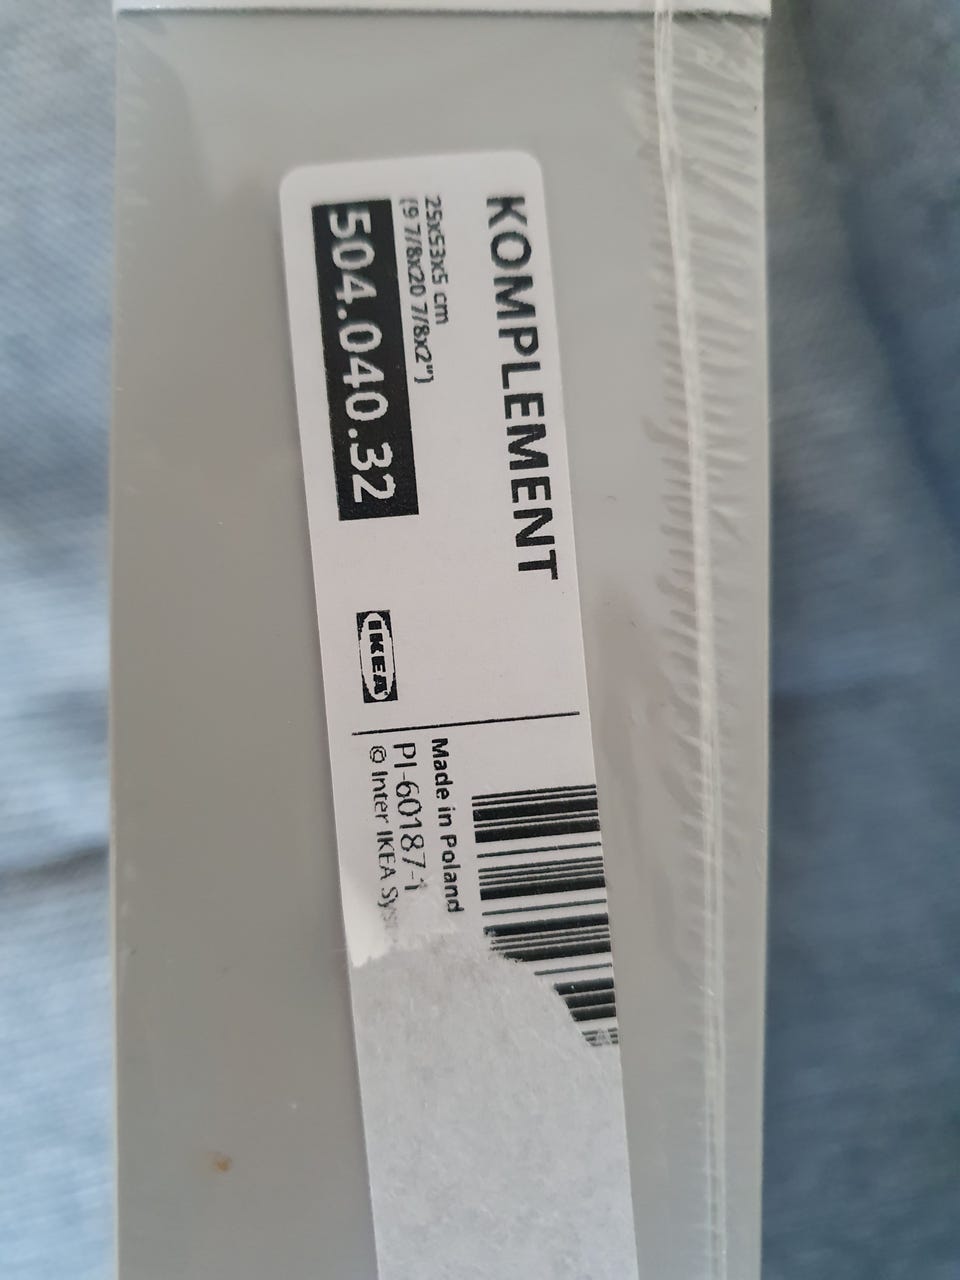 KOMPLEMENT
25x53x5 cm
(9 7/8x20 7/8x2")
504.040.32
IKEA
Made in Poland
PI-60187-1
© Inter IKEA